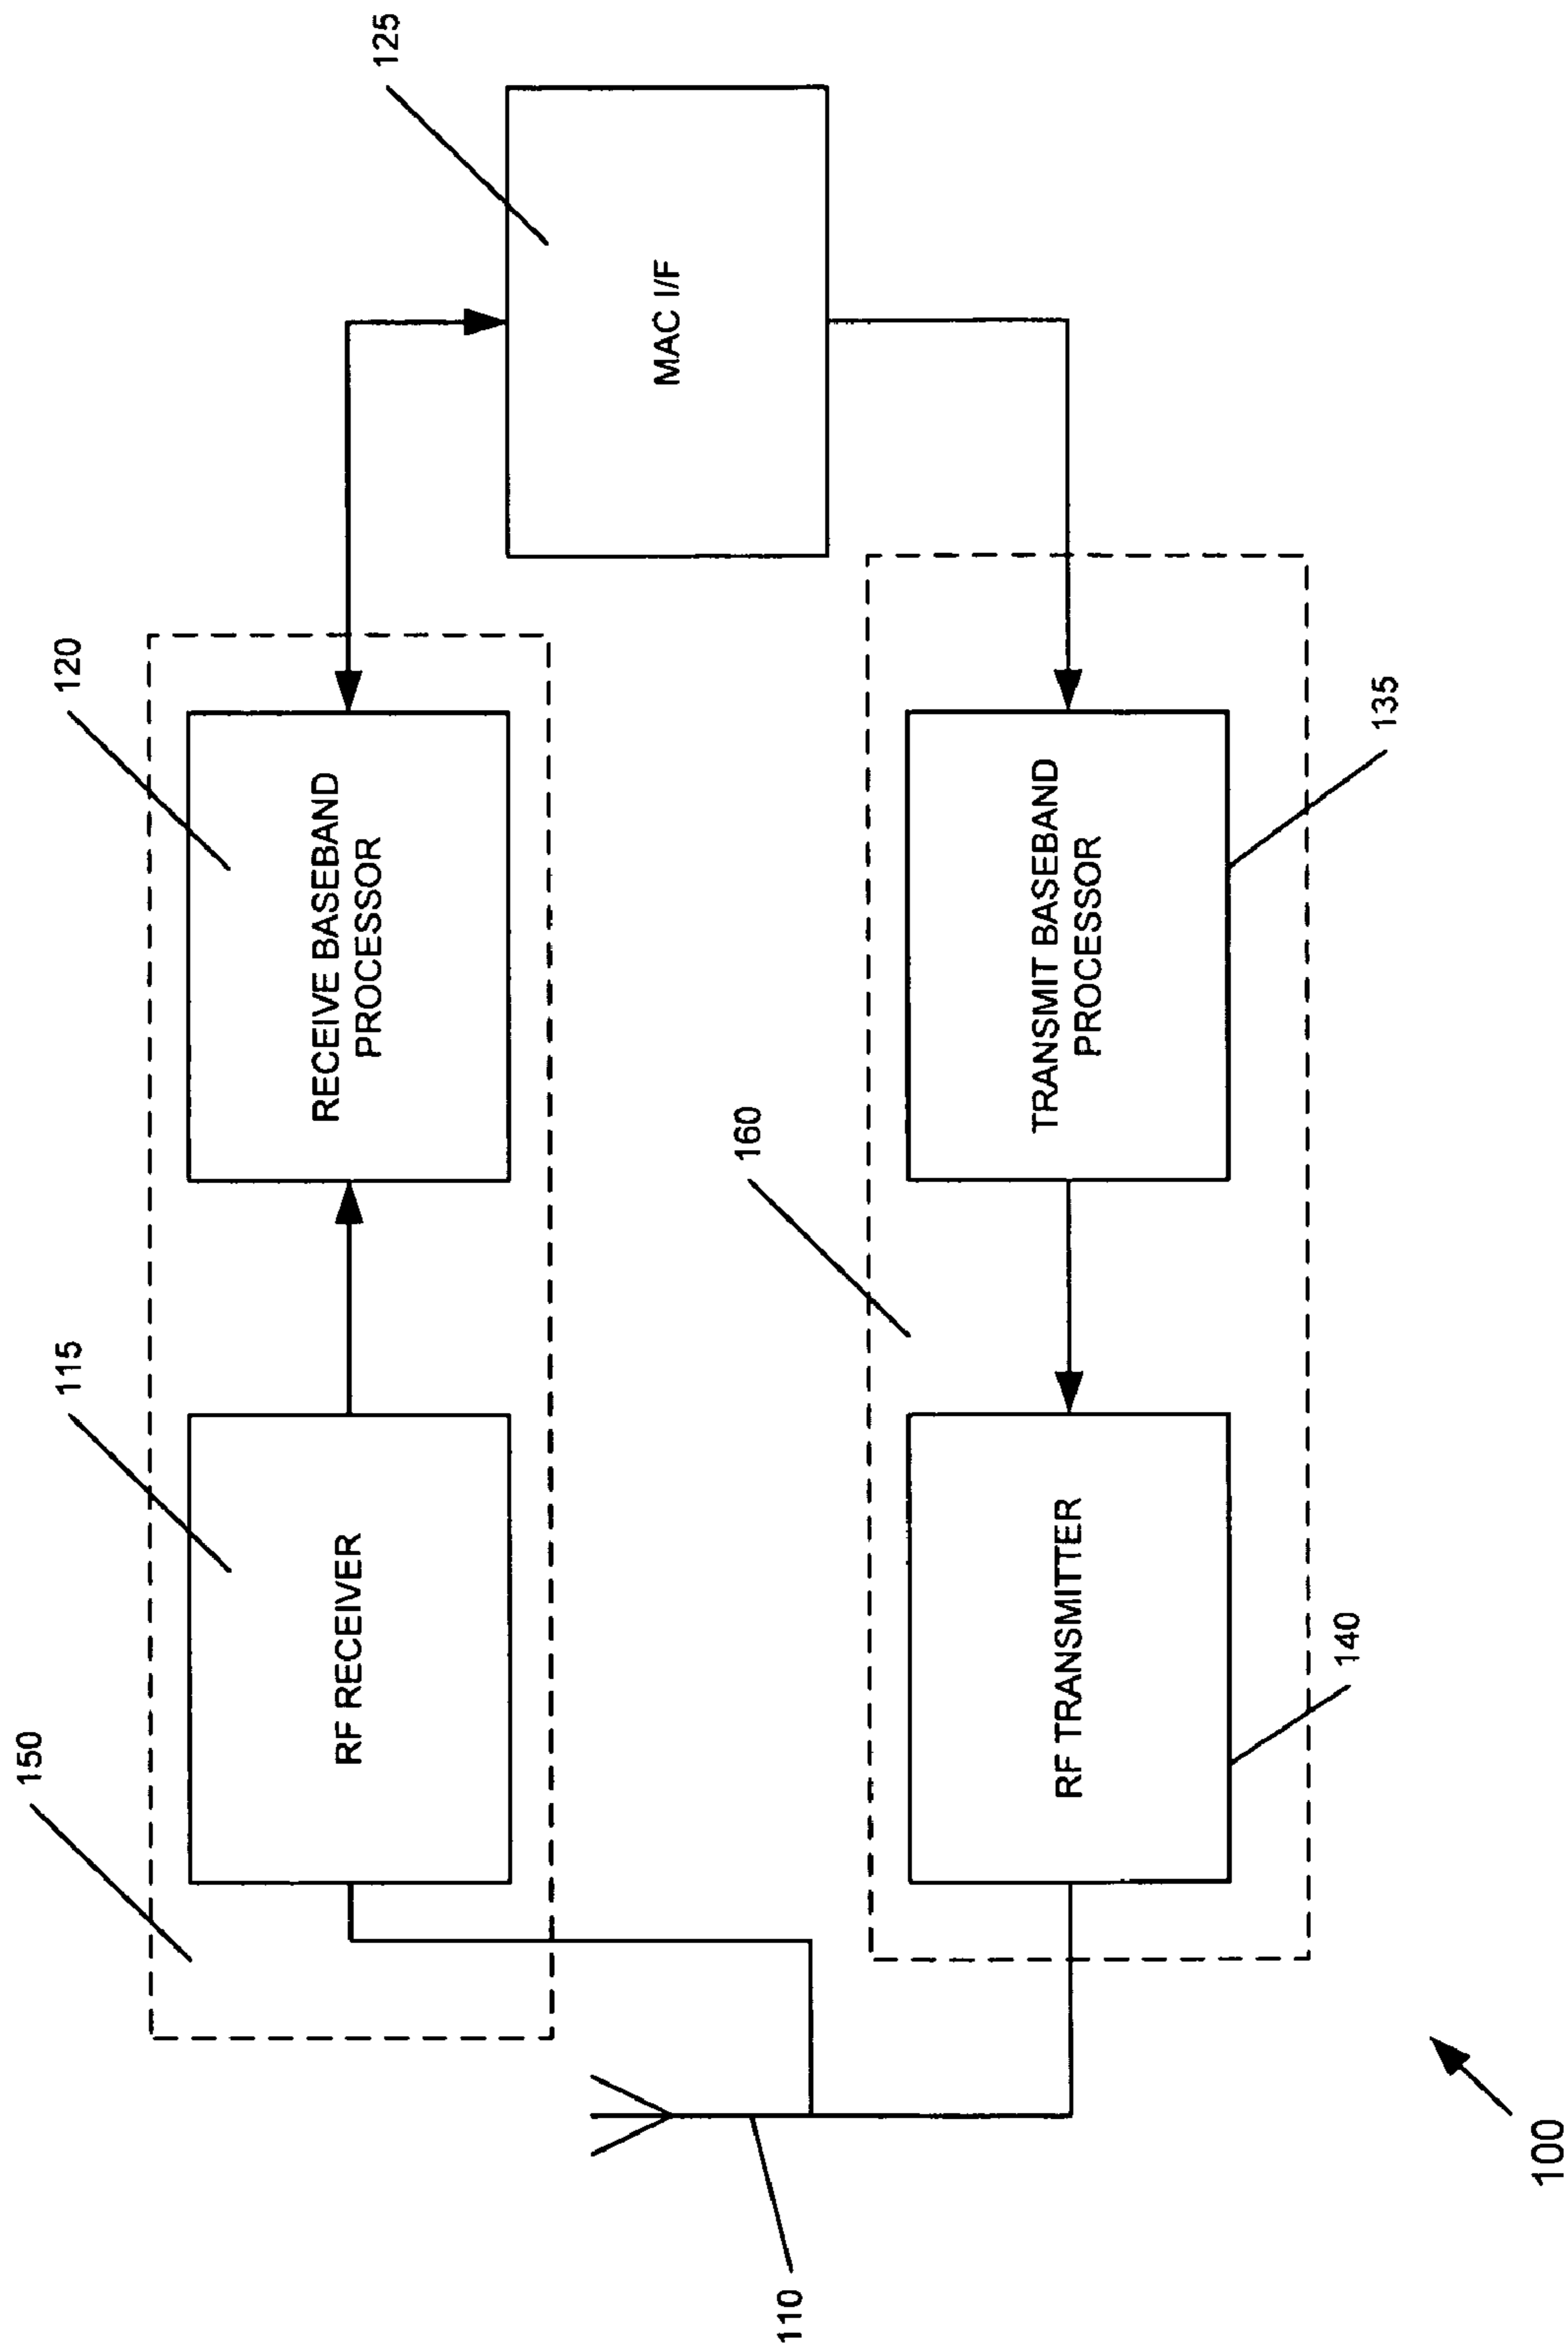 150
115
120
125
RF RECEIVER
RECEIVE BASEBAND
PROCESSOR
MAC I/F
160
110
RF TRANSMITTER
TRANSMIT BASEBAND
PROCESSOR
140
135
100